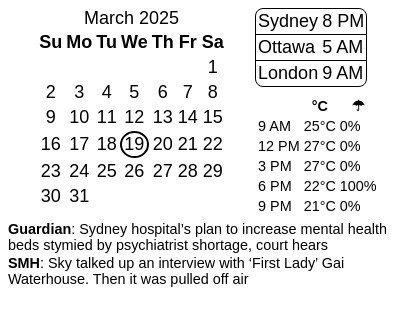 March 2025
Su Mo Tu We Th Fr Sa
1
2 3 4 5 6 7 8
9 10 11 12 13 14 15
16 17 18 19 20 21 22
23 24 25 26 27 28 29
30 31
Sydney 8 PM
Ottawa 5 AM
London 9 AM
°C ☂
9 AM 25°C 0%
12 PM 27°C 0%
3 PM 27°C 0%
6 PM 22°C 100%
9 PM 21°C 0%
Guardian: Sydney hospital’s plan to increase mental health
beds stymied by psychiatrist shortage, court hears
SMH: Sky talked up an interview with ‘First Lady’ Gai
Waterhouse. Then it was pulled off air